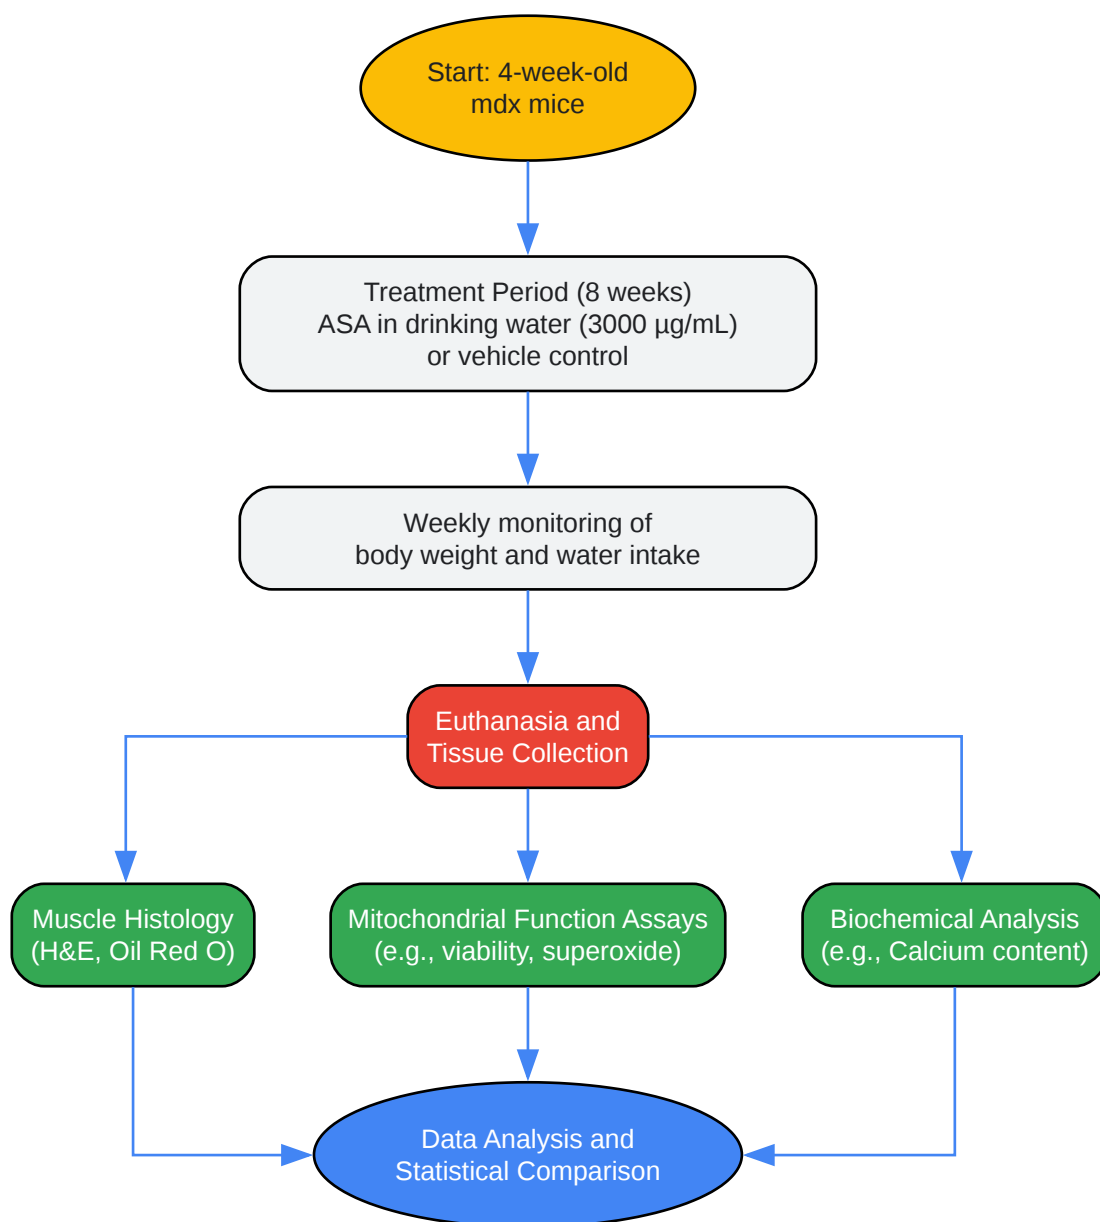 Start: 4-week-old
mdx mice
Treatment Period (8 weeks)
ASA in drinking water (3000 µg/mL)
or vehicle control
Weekly monitoring of
body weight and water intake
Euthanasia and
Tissue Collection
Muscle Histology
(H&E, Oil Red O)
Mitochondrial Function Assays
(e.g., viability, superoxide)
Biochemical Analysis
(e.g., Calcium content)
Data Analysis and
Statistical Comparison